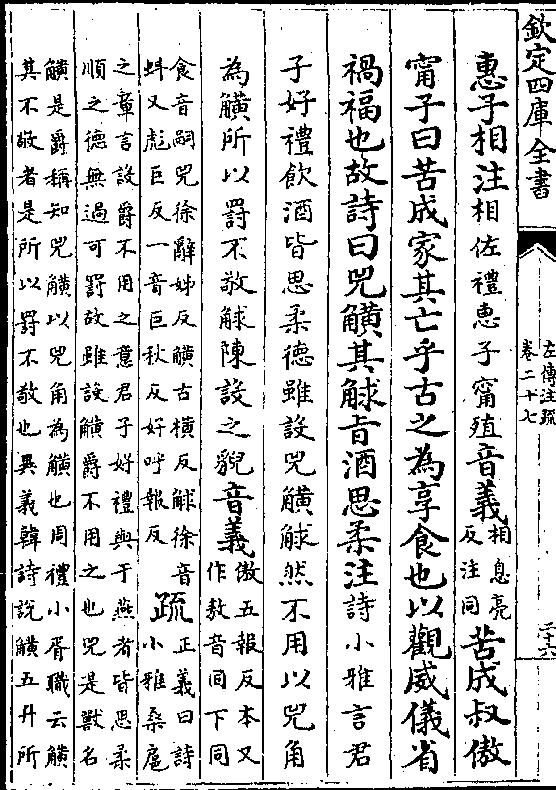 欽定四庫全書
左傳注疏
卷二十七
二十六
惠子相注相佐禮惠子甯殖音義相息亮反注同苦成叔傲
甯子曰苦成家其亡乎古之為享食也以觀威儀省
禍福也故詩曰兕觵其觩旨酒思柔注詩小雅言君
子好禮飲酒皆思柔德雖設兕觵觩然不用以兕角
為觵所以罰不敬觩陳設之貌音義傲五報反本又作敖音同下同
食音嗣兕徐辭姊反觵古橫反觩徐音
蚪又彪巨反一音巨秋反好呼報反
疏正義曰詩小雅桑扈
之羣言設爵不用之意君子好禮與于燕者皆思柔
順之德無過可罰故雖設觵爵不用之也兕是獸名
觵是爵稱知兕觵以兕角為觵也周禮小胥職云觵
其不敬者是所以罰不敬也異義韓詩說觵五升所